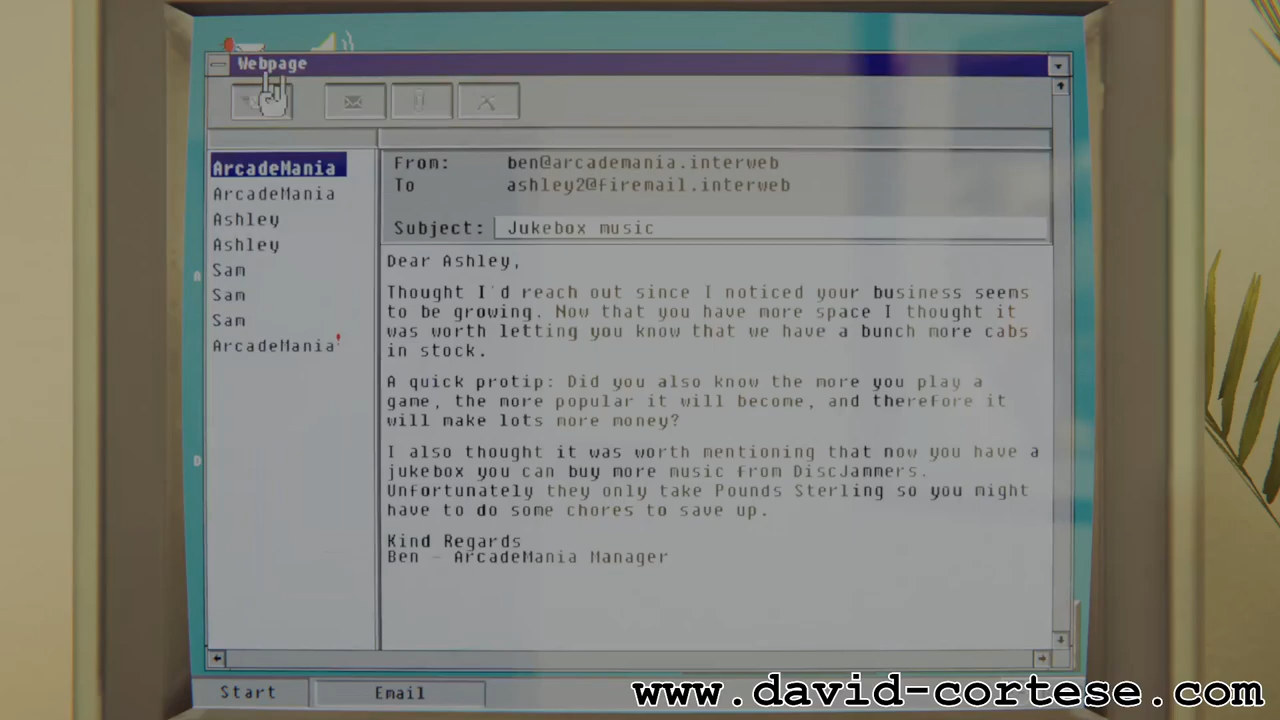 Webpage
ArcadeMania
ArcadeMania
Ashley
Ashley
Sam
Sam
Sam
ArcadeMania!
From: ben@arcademania.interweb
To ashley2@firemail.interweb
Subject: Jukebox music
Dear Ashley,
Thought I'd reach out since I noticed your business seems
to be growing. Now that you have more space I thought it
was worth letting you know that we have a bunch more cabs
in stock.
A quick protip: Did you also know the more you play a
game, the more popular it will become, and therefore it
will make lots more money?
I also thought it was worth mentioning that now you have a
jukebox you can buy more music from DiscJammers.
Unfortunately they only take Pounds Sterling so you might
have to do some chores to save up.
Kind Regards
Ben - ArcadeMania Manager
A
D
Start Email
www.david-cortese.com